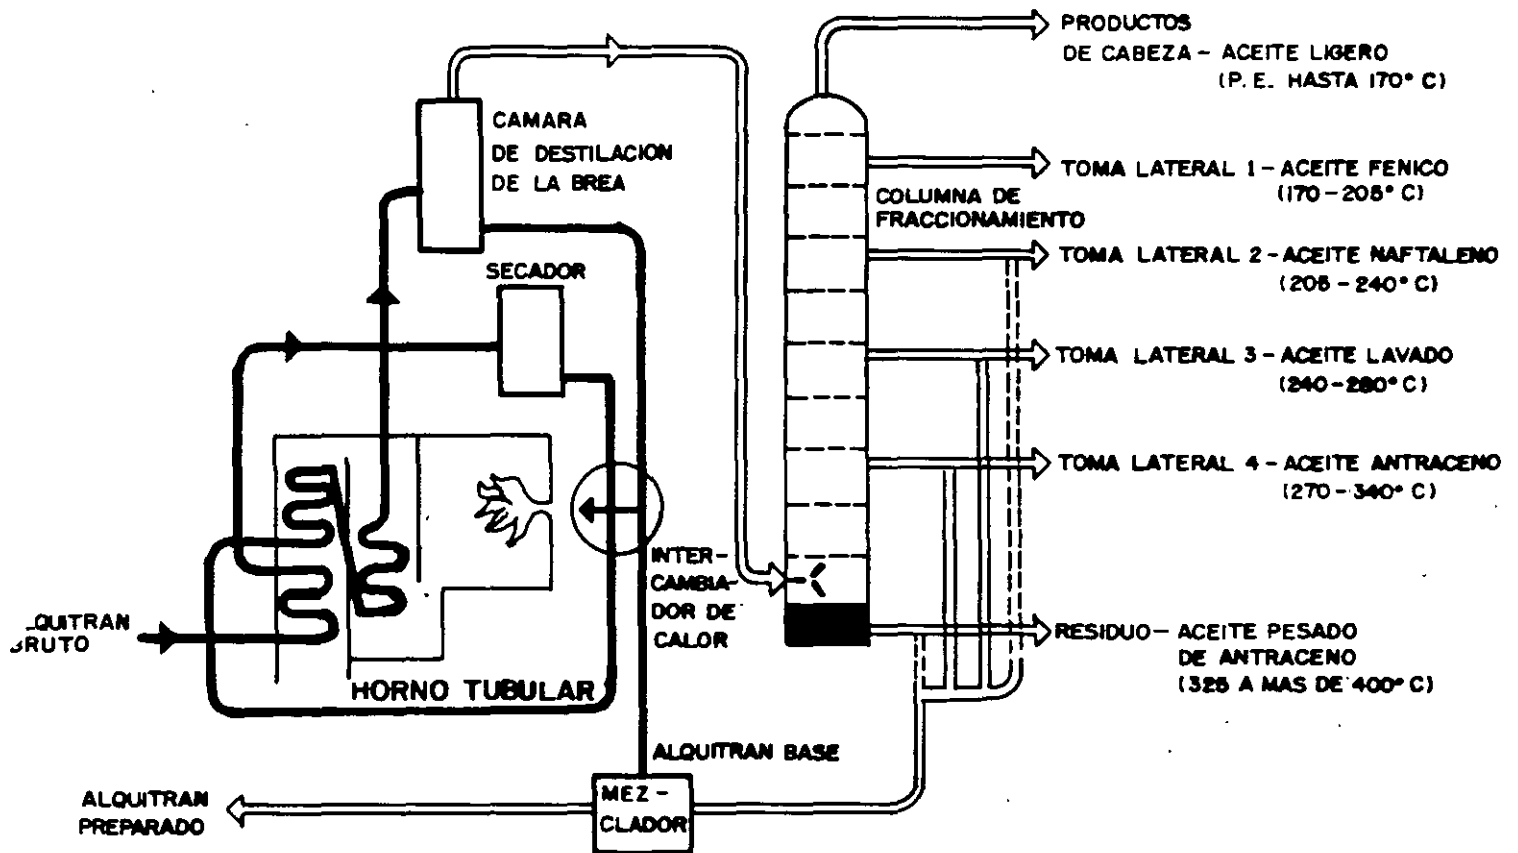 PRODUCTOS
DE CABEZA - ACEITE LIGERO
(P.E. HASTA 170° C)
CAMARA
DE DESTILACION
DE LA BREA
TOMA LATERAL 1 - ACEITE FENICO
(170 - 205° C)
COLUMNA DE
FRACCIONAMIENTO
TOMA LATERAL 2 - ACEITE NAFTALENO
(205 - 240° C)
SECADOR
TOMA LATERAL 3 - ACEITE LAVADO
(240 - 280° C)
TOMA LATERAL 4 - ACEITE ANTRACENO
(270 - 340° C)
INTER-
CAMBIA-
DOR DE
CALOR
LQUITRAN
BRUTO
RESIDUO - ACEITE PESADO
DE ANTRACENO
(325 A MAS DE 400° C)
HORNO TUBULAR
ALQUITRAN BASE
MEZ -
CLADOR
ALQUITRAN
PREPARADO